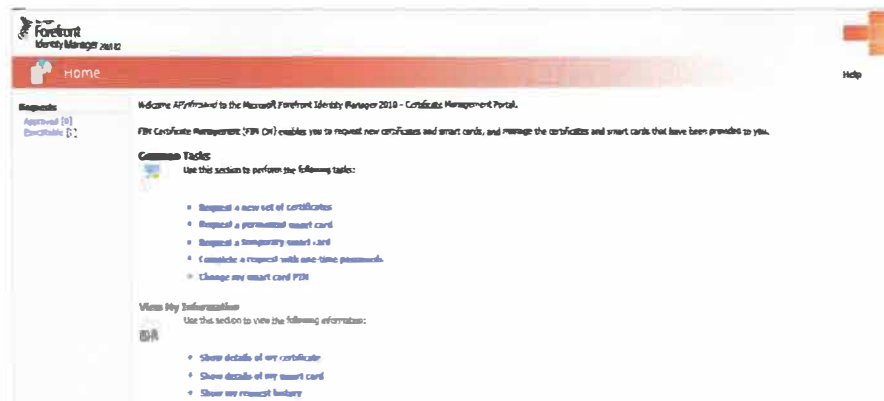 Forefront
Identity Manager 2010 R2
Home
Help
Requests
Approved [0]
Executable
Welcome to the Microsoft Forefront Identity Manager 2010 - Certificate Management Portal.
FIM Certificate Management (FIM CM) enables you to request new certificates and smart cards, and manage the certificates and smart cards that have been provided to you.
Common Tasks
Use this section to perform the following tasks:
Request a new set of certificates
Request a permanent smart card
Request a temporary smart card
Complete a request with one-time passwords
Change my smart card PIN
View My Information
Use this section to view the following information:
Show details of my certificate
Show details of my smart card
Show my request history